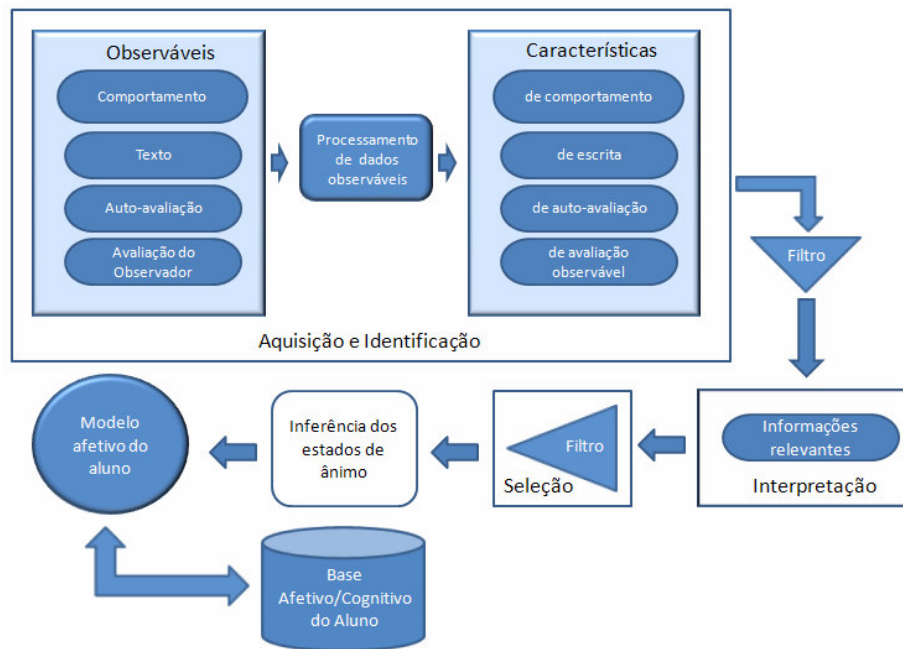 Observáveis
Comportamento
Texto
Auto-avaliação
Avaliação do
Observador
Processamento
de dados
observáveis
Características
de comportamento
de escrita
de auto-avaliação
de avaliação
observável
Aquisição e Identificação
Filtro
Informações
relevantes
Interpretação
Filtro
Seleção
Inferência dos
estados de
ânimo
Modelo
afetivo do
aluno
Base
Afetivo/Cognitivo
do Aluno